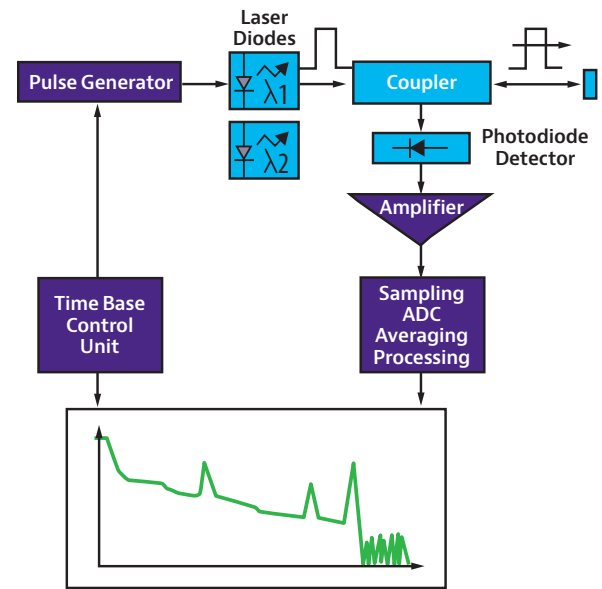 Laser
Diodes
Pulse Generator
λ1
Coupler
λ2
Photodiode
Detector
Amplifier
Time Base
Control
Unit
Sampling
ADC
Averaging
Processing